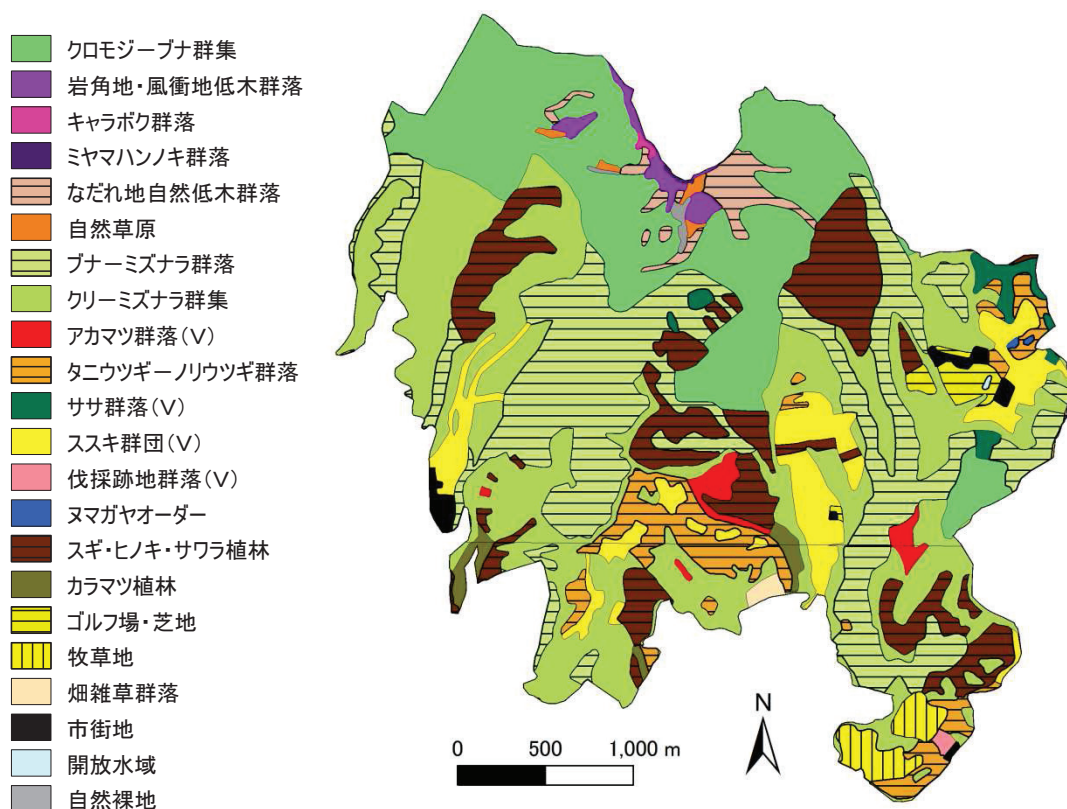 クロモジーブナ群集
岩角地・風衝地低木群落
キャラボク群落
ミヤマハンノキ群落
なだれ地自然低木群落
自然草原
ブナーミズナラ群落
クリーミズナラ群集
アカマツ群落(Ⅴ)
タニウツギーノリウツギ群落
ササ群落(Ⅴ)
ススキ群団(Ⅴ)
伐採跡地群落(Ⅴ)
ヌマガヤオーダー
スギ・ヒノキ・サワラ植林
カラマツ植林
ゴルフ場・芝地
牧草地
畑雑草群落
市街地
開放水域
自然裸地
N
0 500 1,000 m